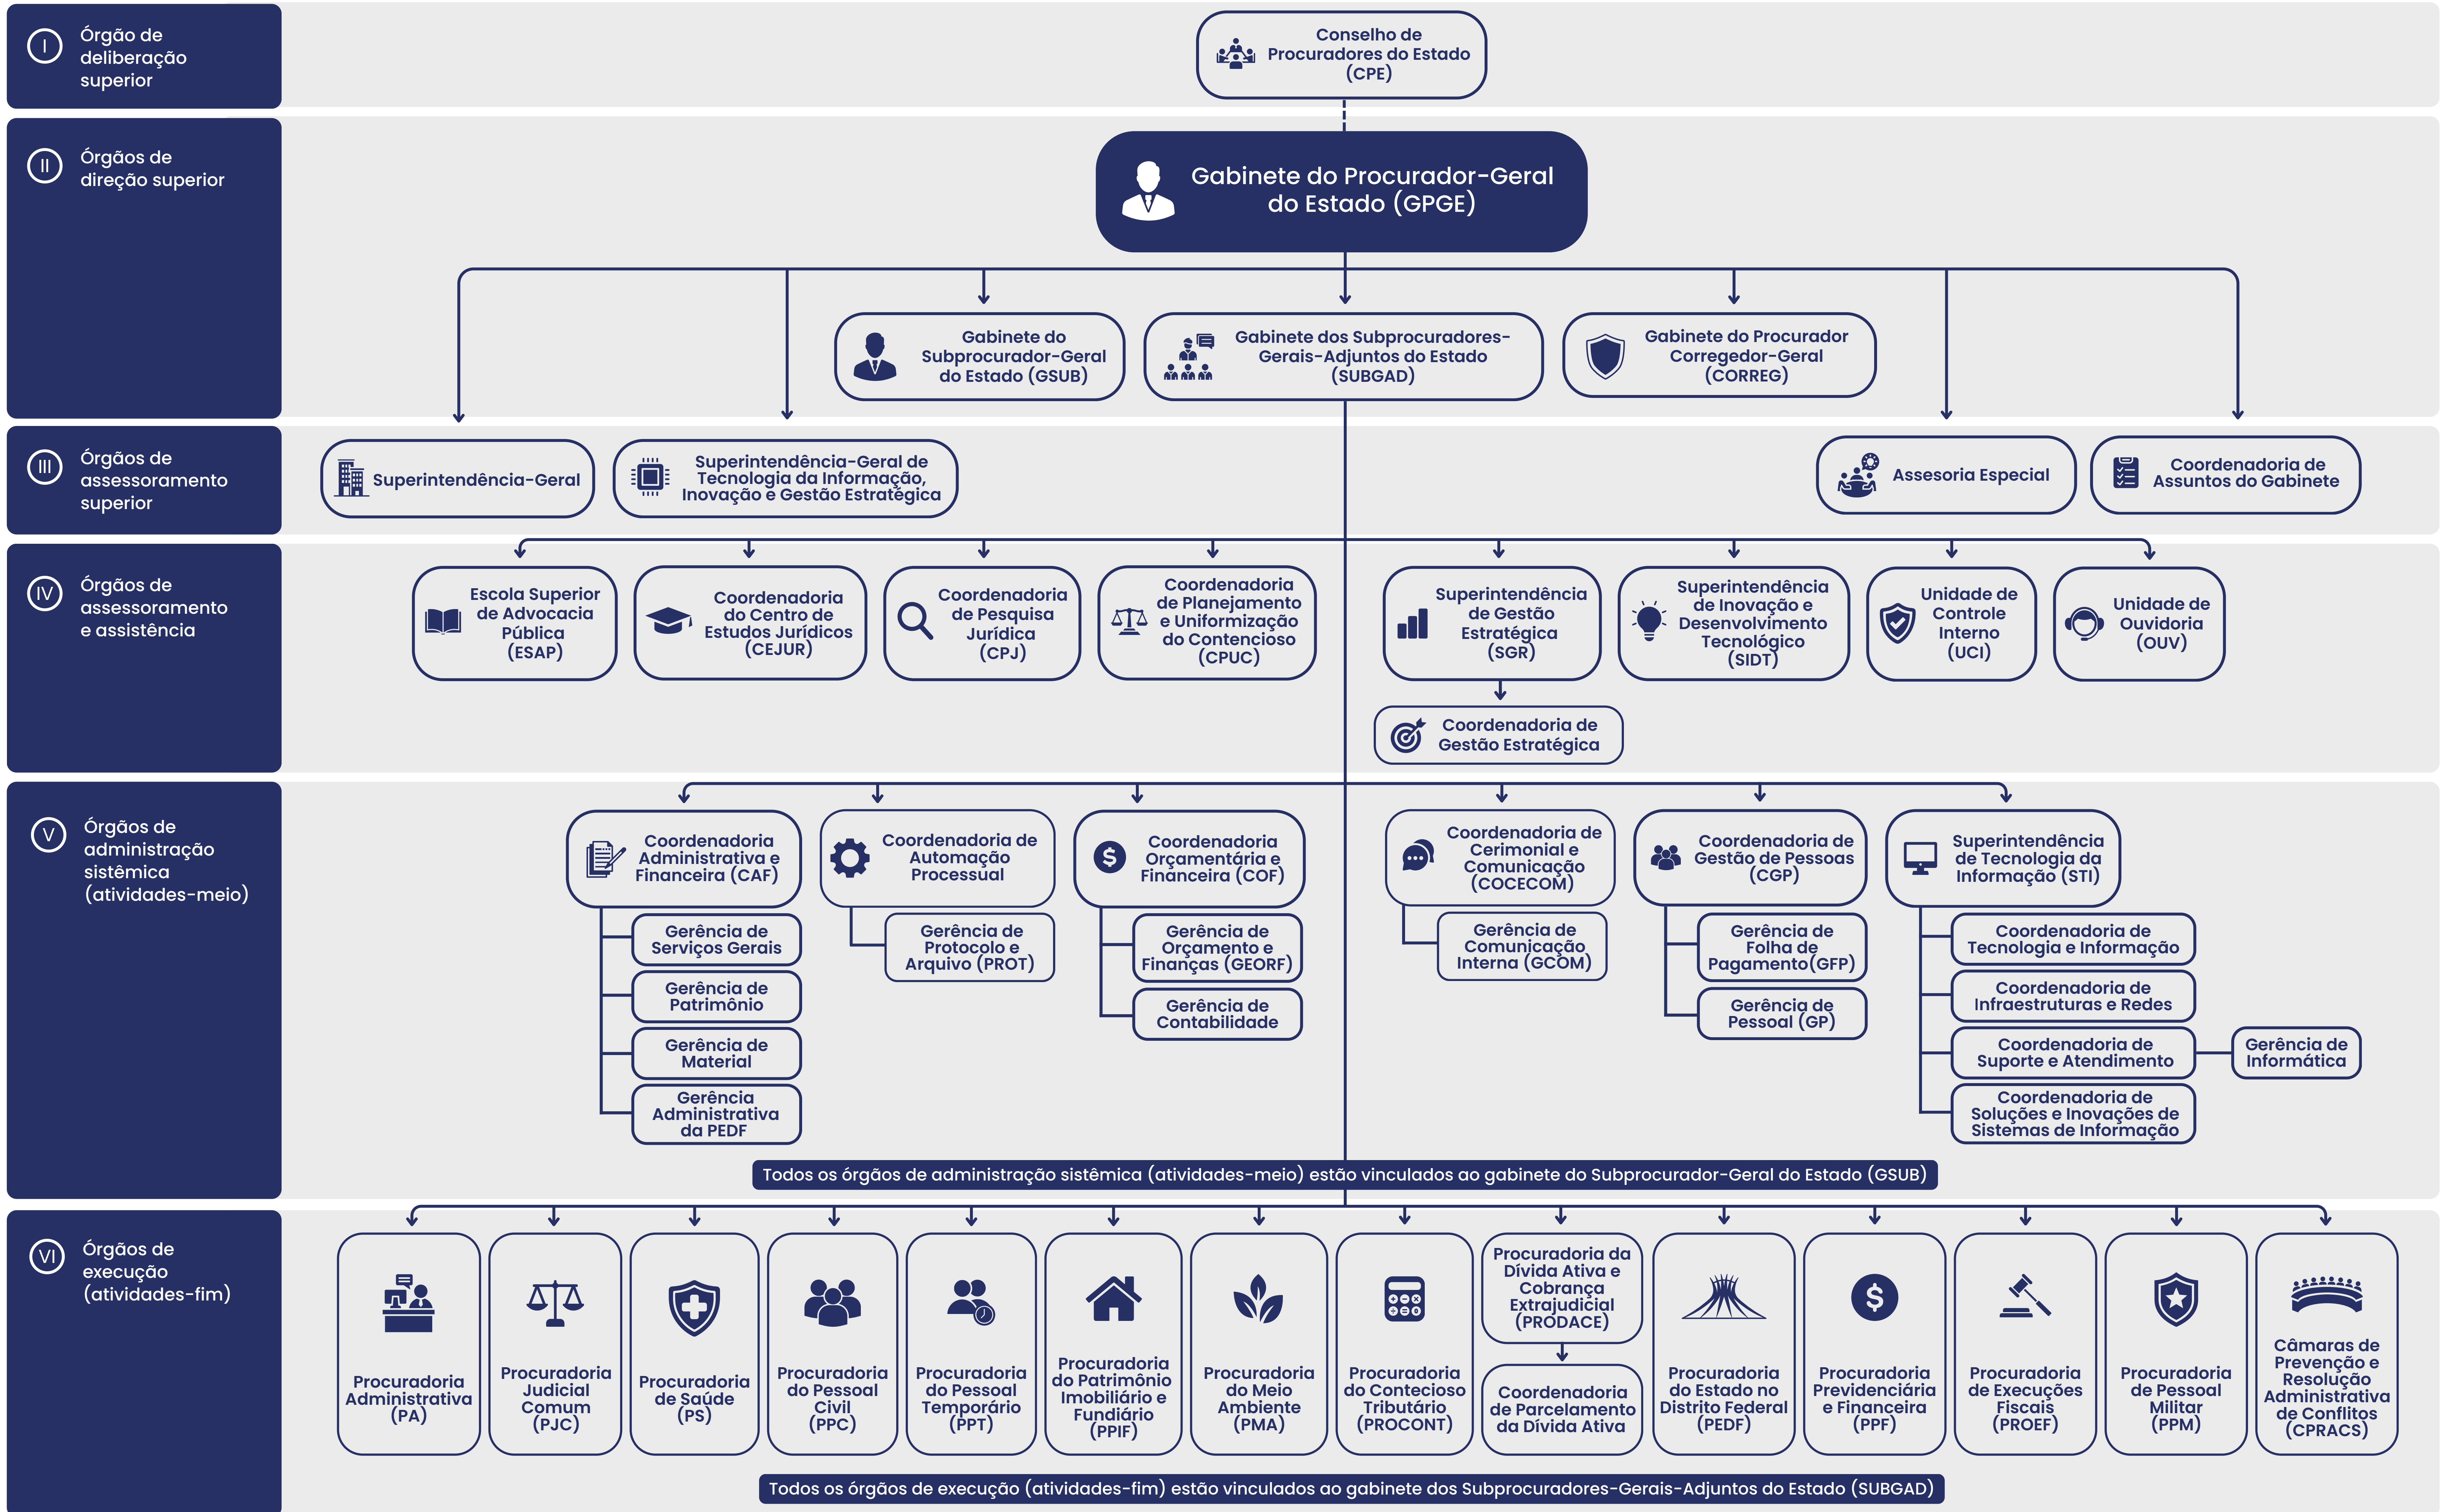 I
Órgão de
deliberação
superior
Conselho de
Procuradores do Estado
(CPE)
II
Órgãos de
direção superior
Gabinete do Procurador-Geral
do Estado (GPGE)
Gabinete do
Subprocurador-Geral
do Estado (GSUB)
Gabinete dos Subprocuradores-
Gerais-Adjuntos do Estado
(SUBGAD)
Gabinete do Procurador
Corregedor-Geral
(CORREG)
III
Órgãos de
assessoramento
superior
Superintendência-Geral
Superintendência-Geral de
Tecnologia da Informação,
Inovação e Gestão Estratégica
Assesoria Especial
Coordenadoria de
Assuntos do Gabinete
IV
Órgãos de
assessoramento
e assistência
Escola Superior
de Advocacia
Pública
(ESAP)
Coordenadoria
do Centro de
Estudos Jurídicos
(CEJUR)
Coordenadoria
de Pesquisa
Jurídica
(CPJ)
Coordenadoria
de Planejamento
e Uniformização
do Contencioso
(CPUC)
Superintendência
de Gestão
Estratégica
(SGR)
Superintendência
de Inovação e
Desenvolvimento
Tecnológico
(SIDT)
Unidade de
Controle
Interno
(UCI)
Unidade de
Ouvidoria
(OUV)
Coordenadoria de
Gestão Estratégica
V
Órgãos de
administração
sistêmica
(atividades-meio)
Coordenadoria
Administrativa e
Financeira (CAF)
Gerência de
Serviços Gerais
Gerência de
Patrimônio
Gerência de
Material
Gerência
Administrativa
da PEDF
Coordenadoria de
Automação
Processual
Gerência de
Protocolo e
Arquivo (PROT)
Coordenadoria
Orçamentária e
Financeira (COF)
Gerência de
Orçamento e
Finanças (GEORF)
Gerência de
Contabilidade
Coordenadoria de
Cerimonial e
Comunicação
(COCECOM)
Gerência de
Comunicação
Interna (GCOM)
Coordenadoria de
Gestão de Pessoas
(CGP)
Gerência de
Folha de
Pagamento(GFP)
Gerência de
Pessoal (GP)
Superintendência
de Tecnologia da
Informação (STI)
Coordenadoria de
Tecnologia e Informação
Coordenadoria de
Infraestruturas e Redes
Coordenadoria de
Suporte e Atendimento
Gerência de
Informática
Coordenadoria de
Soluções e Inovações de
Sistemas de Informação
Todos os órgãos de administração sistêmica (atividades-meio) estão vinculados ao gabinete do Subprocurador-Geral do Estado (GSUB)
VI
Órgãos de
execução
(atividades-fim)
Procuradoria
Administrativa
(PA)
Procuradoria
Judicial
Comum
(PJC)
Procuradoria
de Saúde
(PS)
Procuradoria
do Pessoal
Civil
(PPC)
Procuradoria
do Pessoal
Temporário
(PPT)
Procuradoria
do Patrimônio
Imobiliário e
Fundiário
(PPIF)
Procuradoria
do Meio
Ambiente
(PMA)
Procuradoria
do Contecioso
Tributário
(PROCONT)
Procuradoria da
Dívida Ativa e
Cobrança
Extrajudicial
(PRODACE)
Coordenadoria
de Parcelamento
da Dívida Ativa
Procuradoria
do Estado no
Distrito Federal
(PEDF)
Procuradoria
Previdenciária
e Financeira
(PPF)
Procuradoria
de Execuções
Fiscais
(PROEF)
Procuradoria
de Pessoal
Militar
(PPM)
Câmaras de
Prevenção e
Resolução
Administrativa
de Conflitos
(CPRACS)
Todos os órgãos de execução (atividades-fim) estão vinculados ao gabinete dos Subprocuradores-Gerais-Adjuntos do Estado (SUBGAD)